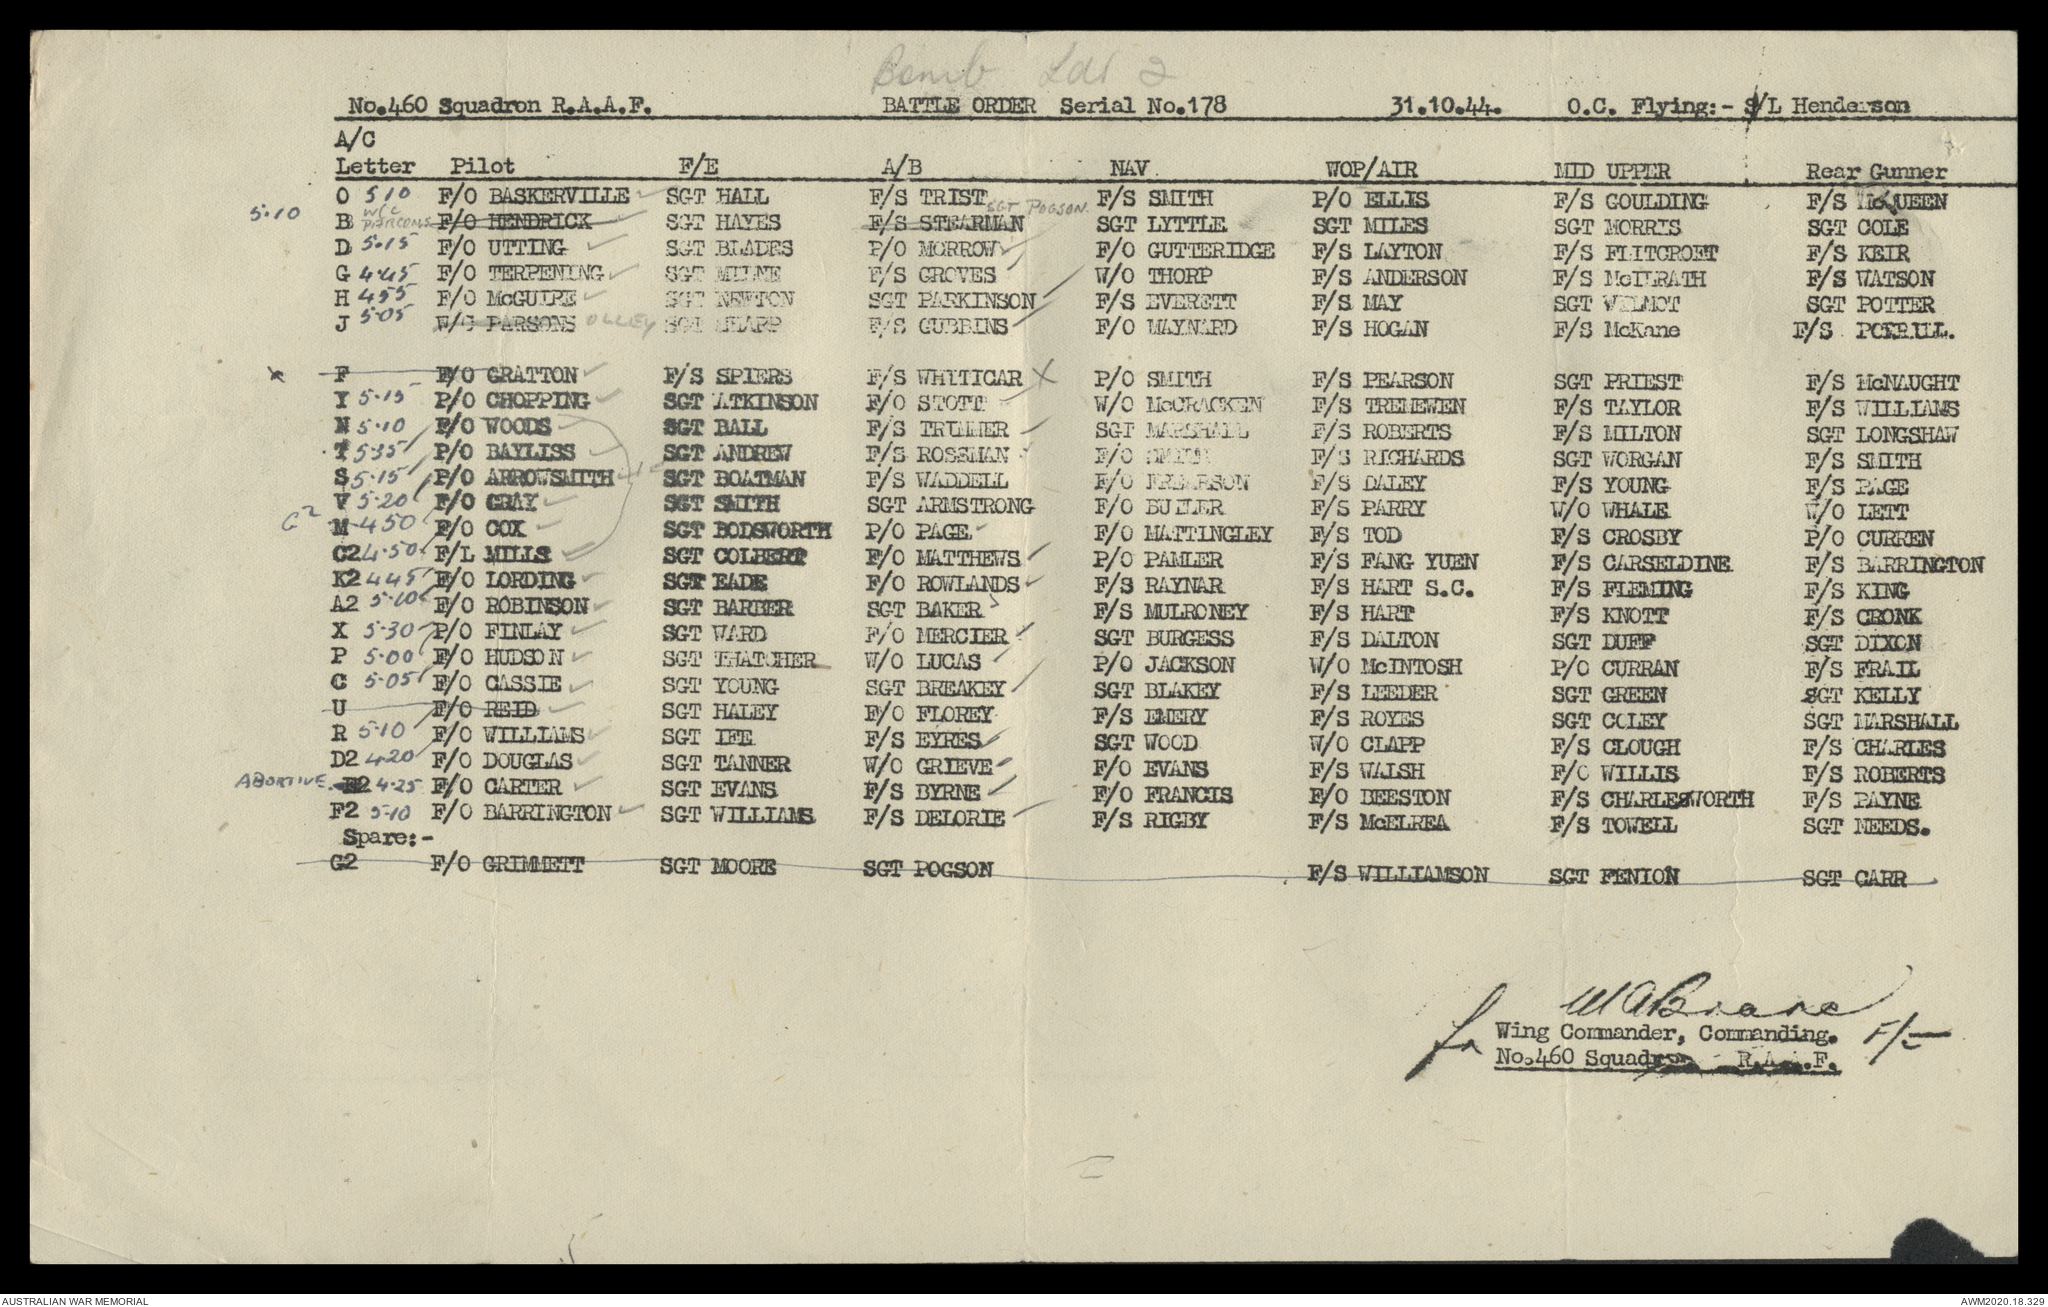 Bomb Ldr 2
No.460 Squadron R.A.A.F. BATTLE ORDER Serial No.178 31.10.44. O.C. Flying:- S/L Henderson
A/C
Letter Pilot F/E A/B NAV WOP/AIR MID UPPER Rear Gunner
O 510 F/O BASKERVILLE SGT HALL F/S TRIST F/S SMITH P/O ELLIS F/S GOULDING F/S McQUEEN
5.10 B W/C PARSONS F/O HENDRICK SGT HAYES F/S STEARMAN SGT POGSON SGT LYTTLE SGT MILES SGT MORRIS SGT COLE
D 5.15 F/O UTTING SGT BLADES P/O MORROW F/O GUTTERIDGE F/S LAYTON F/S FLITCROFT F/S KEIR
G 4.45 F/O TERPENING SGT MILNE F/S GROVES W/O THORP F/S ANDERSON F/S McILRATH F/S WATSON
H 455 F/O McGUIRE SGT NEWTON SGT PARKINSON F/S EVERETT F/S MAY SGT WILMOT SGT POTTER
J 5.05 PARSONS OLLEY SGT SHARP F/S GUBBINS F/O MAYNARD F/S HOGAN F/S McKane F/S
x F F/O GRATTON F/S SPIERS F/S WHITICAR X P/O SMITH F/S PEARSON SGT PRIEST F/S McNAUGHT
Y 5.15 P/O CHOPPING SGT ATKINSON F/O STOTT W/O McCRACKEN F/S TREMEWEN F/S TAYLOR F/S WILLIAMS
N 5.10 F/O WOODS SGT BALL F/S TRUMMER SGT MARSHALL F/S ROBERTS F/S MILTON SGT LONGSHAW
T 535 P/O BAYLISS SGT ANDREW F/S ROSSMAN F/O SMITH F/S RICHARDS SGT WORGAN F/S SMITH
S 5.15 P/O ARROWSMITH SGT BOATMAN F/S WADDELL F/O F/S DALEY F/S YOUNG F/S PAGE
V 5.20 F/O GRAY SGT SMITH SGT ARMSTRONG F/O BUTLER F/S PARRY W/O WHALE W/O LETT
G2 M 450 F/O COX SGT BODSWORTH P/O PAGE F/O MATTINGLEY F/S TOD F/S CROSBY P/O CURREN
C2 4.50 F/L MILLS SGT COLBERT F/O MATTHEWS P/O PAMLER F/S FANG YUEN F/S CARSELDINE F/S BARRINGTON
K2 445 F/O LORDING SGT EADE F/O ROWLANDS F/S RAYNAR F/S HART S.C. F/S FLEMING F/S KING
A2 5.10 F/O ROBINSON SGT BARBER SGT BAKER F/S MULRONEY F/S HART F/S KNOTT F/S CRONK
X 5.30 P/O FINLAY SGT WARD F/O MERCIER SGT BURGESS F/S DALTON SGT DUFF SGT DIXON
P 5.00 F/O HUDSON SGT THATCHER W/O LUCAS P/O JACKSON W/O McINTOSH P/O CURRAN F/S FRAIL
C 5.05 F/O CASSIE SGT YOUNG SGT BREAKEY SGT BLAKEY F/S LEEDER SGT GREEN SGT KELLY
U F/O REID SGT HALEY F/O FLOREY F/S EMERY F/S ROYES SGT COLEY SGT MARSHALL
R 5.10 F/O WILLIAMS SGT IFE F/S EYRES SGT WOOD W/O CLAPP F/S CLOUGH F/S CHARLES
D2 4.20 F/O DOUGLAS SGT TANNER W/O GRIEVE F/O EVANS F/S WALSH F/O WILLIS F/S ROBERTS
ABORTIVE E2 4.25 F/O CARTER SGT EVANS F/S BYRNE F/O FRANCIS F/O BEESTON F/S CHARLESWORTH F/S PAYNE
F2 5.10 F/O BARRINGTON SGT WILLIAMS F/S DELORIE F/S RIGBY F/S McELREA F/S TOWELL SGT NEEDS.
Spare:-
G2 F/O GRIMMETT SGT MOORE SGT POGSON F/S WILLIAMSON SGT FENION SGT CARR
for Wing Commander, Commanding. F/L
No.460 Squadron R.A.A.F.
AUSTRALIAN WAR MEMORIAL AWM2020.18.329